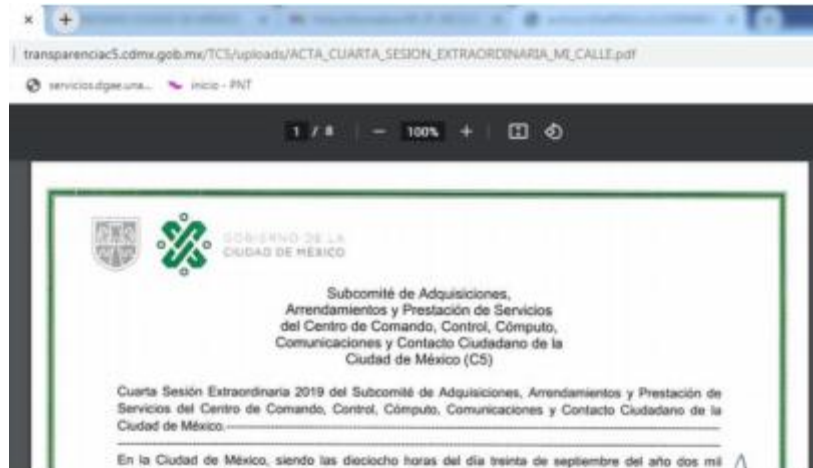 transparenciac5.cdmx.gob.mx/TC5/uploads/ACTA_CUARTA_SESION_EXTRAORDINARIA_MI_CALLE.pdf
servicios.dgae.una... inicio - PNT
1 / 8 — 100% +
GOBIERNO DE LA
CIUDAD DE MÉXICO
Subcomité de Adquisiciones,
Arrendamientos y Prestación de Servicios
del Centro de Comando, Control, Cómputo,
Comunicaciones y Contacto Ciudadano de la
Ciudad de México (C5)
Cuarta Sesión Extraordinaria 2019 del Subcomité de Adquisiciones, Arrendamientos y Prestación de
Servicios del Centro de Comando, Control, Cómputo, Comunicaciones y Contacto Ciudadano de la
Ciudad de México.
En la Ciudad de México, siendo las dieciocho horas del día treinta de septiembre del año dos mil